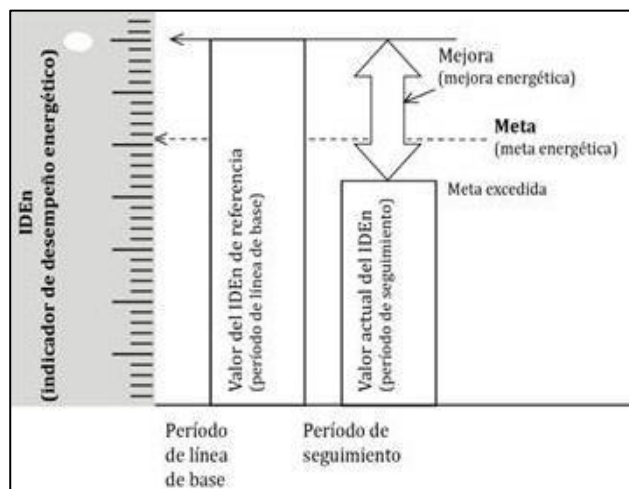 IDEn
(indicador de desempeño energético)
Valor del IDEn de referencia
(período de línea de base)
Valor actual del IDEn
(período de seguimiento)
Mejora
(mejora energética)
Meta
(meta energética)
Meta excedida
Período
de línea
de base
Período de
seguimiento